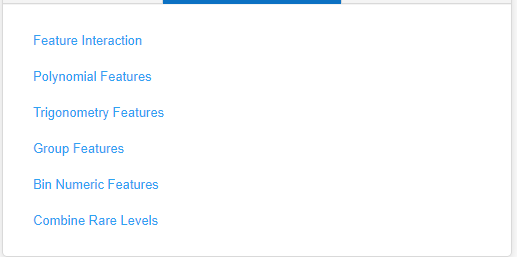 Feature Interaction
Polynomial Features
Trigonometry Features
Group Features
Bin Numeric Features
Combine Rare Levels